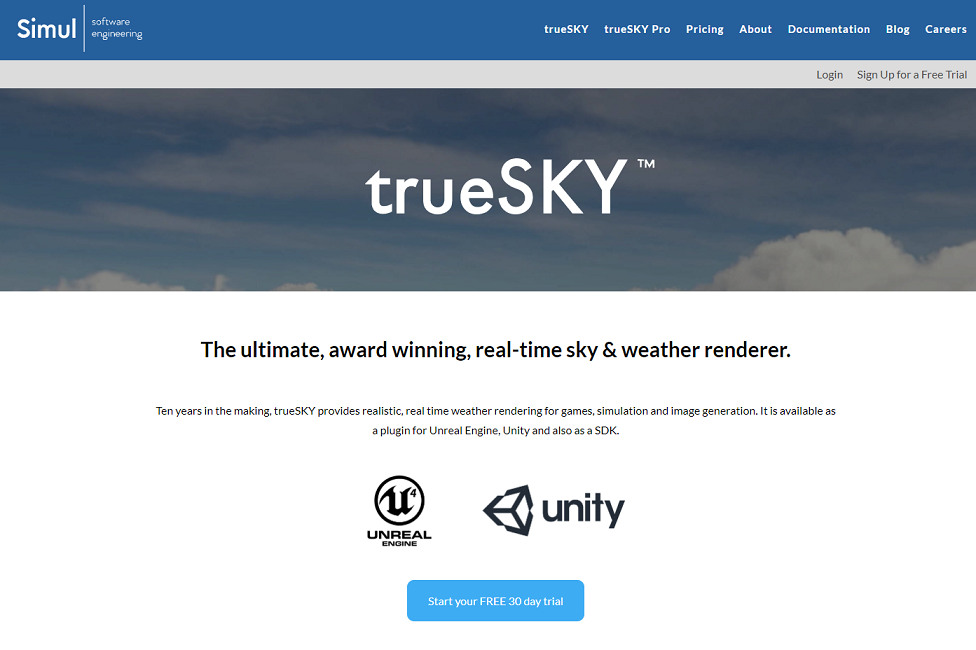 Simul
software
engineering
trueSKY
trueSKY Pro
Pricing
About
Documentation
Blog
Careers
Login
Sign Up for a Free Trial
trueSKY™
The ultimate, award winning, real-time sky & weather renderer.
Ten years in the making, trueSKY provides realistic, real time weather rendering for games, simulation and image generation. It is available as
a plugin for Unreal Engine, Unity and also as a SDK.
U4
UNREAL
ENGINE
unity
Start your FREE 30 day trial